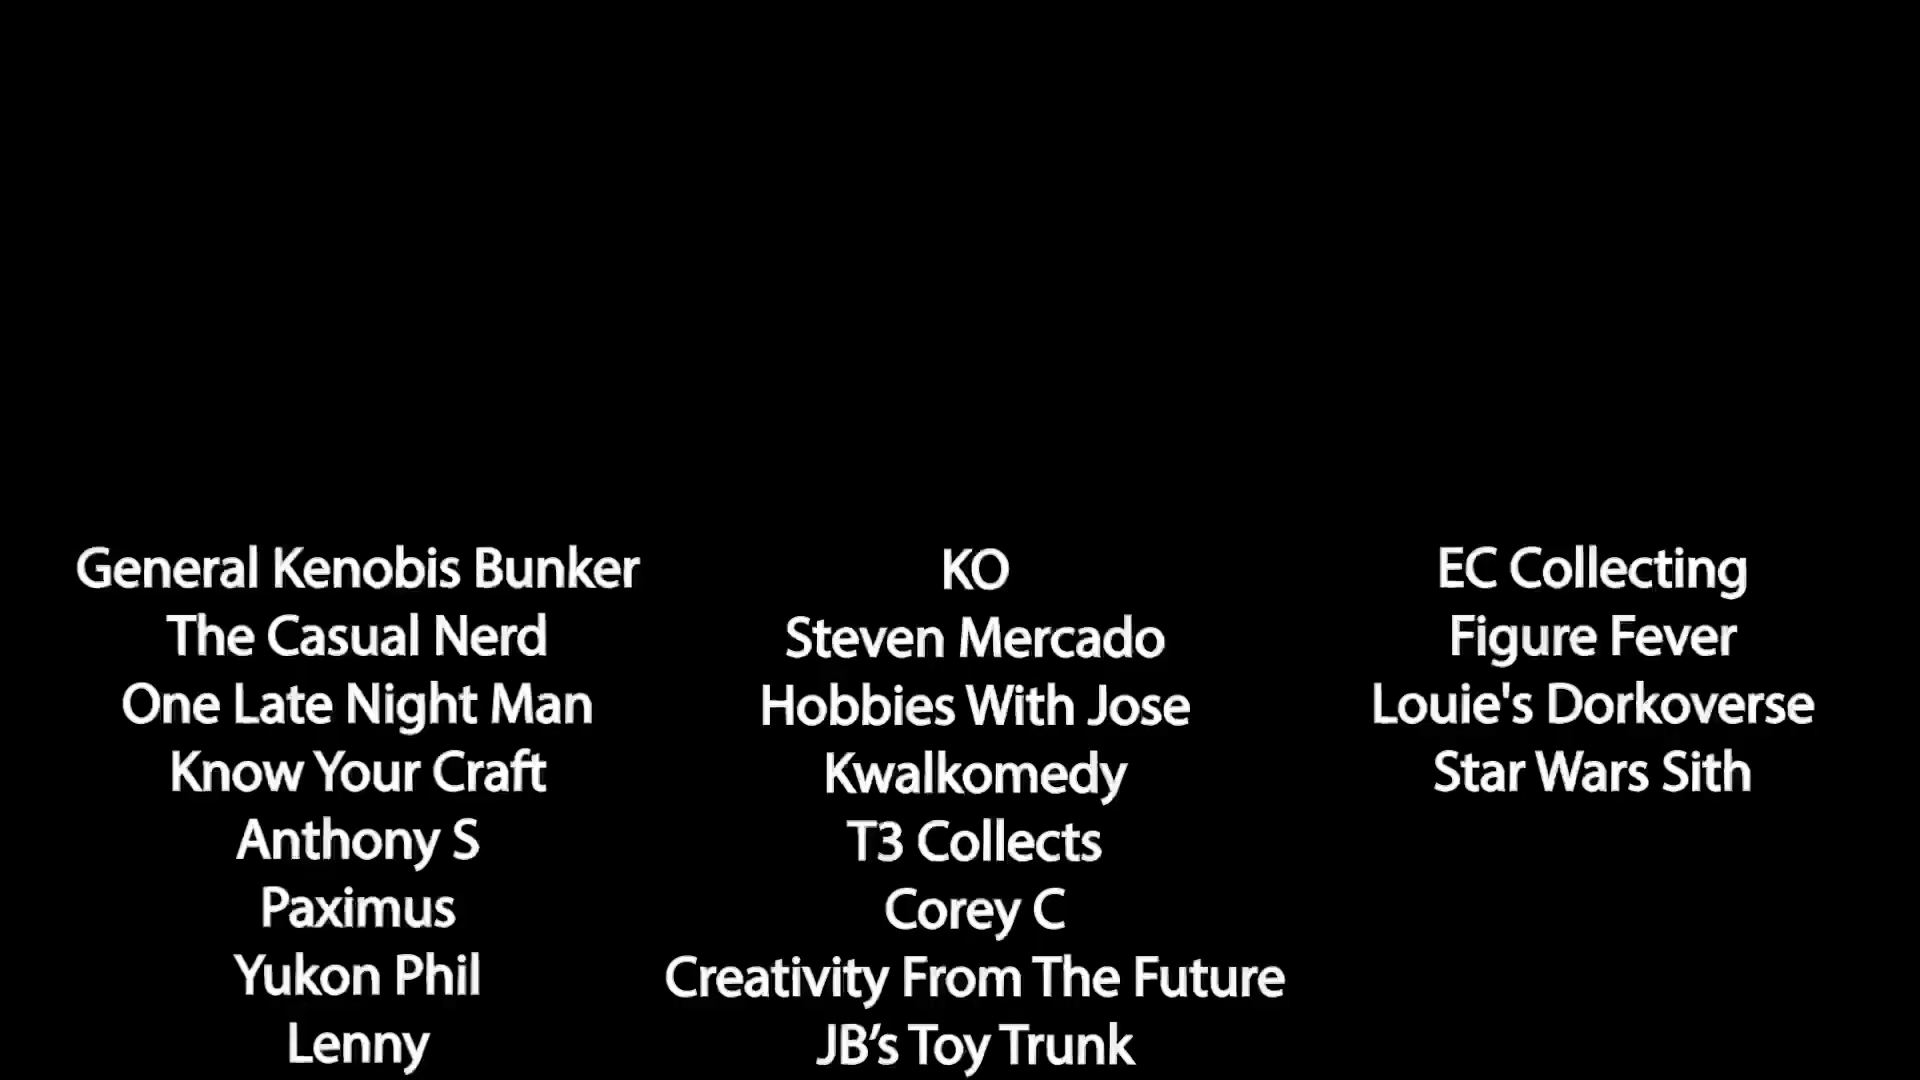 General Kenobis Bunker
The Casual Nerd
One Late Night Man
Know Your Craft
Anthony S
Paximus
Yukon Phil
Lenny
KO
Steven Mercado
Hobbies With Jose
Kwalkomedy
T3 Collects
Corey C
Creativity From The Future
JB’s Toy Trunk
EC Collecting
Figure Fever
Louie's Dorkoverse
Star Wars Sith